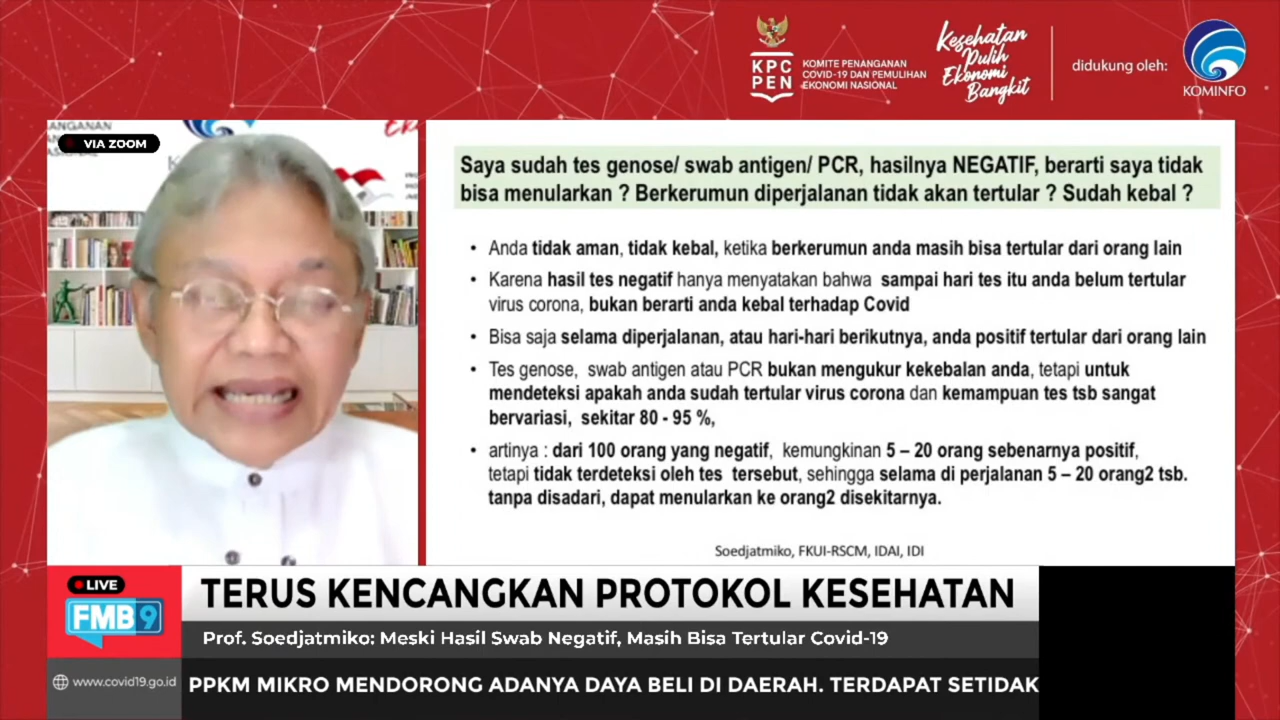 KPC
PEN
KOMITE PENANGANAN
COVID-19 DAN PEMULIHAN
EKONOMI NASIONAL
Kesehatan
Pulih
Ekonomi
Bangkit
didukung oleh:
KOMINFO
VIA ZOOM
Saya sudah tes genose/ swab antigen/ PCR, hasilnya NEGATIF, berarti saya tidak
bisa menularkan ? Berkerumun diperjalanan tidak akan tertular ? Sudah kebal ?
• Anda tidak aman, tidak kebal, ketika berkerumun anda masih bisa tertular dari orang lain
• Karena hasil tes negatif hanya menyatakan bahwa sampai hari tes itu anda belum tertular
virus corona, bukan berarti anda kebal terhadap Covid
• Bisa saja selama diperjalanan, atau hari-hari berikutnya, anda positif tertular dari orang lain
• Tes genose, swab antigen atau PCR bukan mengukur kekebalan anda, tetapi untuk
mendeteksi apakah anda sudah tertular virus corona dan kemampuan tes tsb sangat
bervariasi, sekitar 80 - 95 %,
• artinya : dari 100 orang yang negatif, kemungkinan 5 – 20 orang sebenarnya positif,
tetapi tidak terdeteksi oleh tes tersebut, sehingga selama di perjalanan 5 – 20 orang2 tsb.
tanpa disadari, dapat menularkan ke orang2 disekitarnya.
Soedjatmiko, FKUI-RSCM, IDAI, IDI
LIVE
FMB9
TERUS KENCANGKAN PROTOKOL KESEHATAN
Prof. Soedjatmiko: Meski Hasil Swab Negatif, Masih Bisa Tertular Covid-19
www.covid19.go.id
PPKM MIKRO MENDORONG ADANYA DAYA BELI DI DAERAH. TERDAPAT SETIDAK